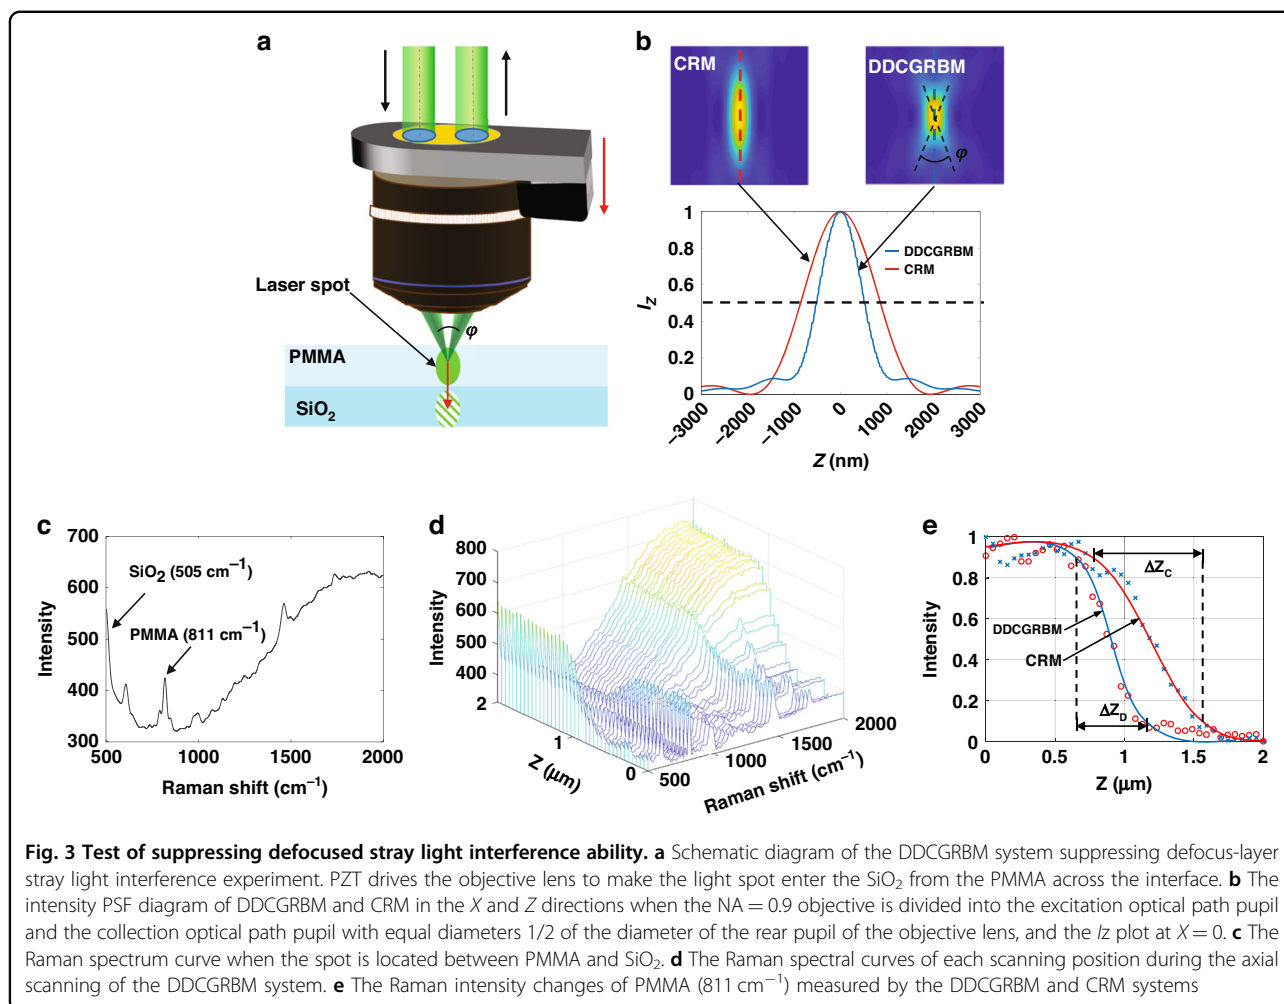 a
Laser spot
φ
PMMA
SiO₂
b
CRM
DDCGRBM
φ
1
0.8
0.6
0.4
0.2
0
I_Z
DDCGRBM
CRM
−3000
−2000
−1000
0
1000
2000
3000
Z (nm)
c
700
600
500
400
300
Intensity
SiO₂ (505 cm⁻¹)
PMMA (811 cm⁻¹)
500
1000
1500
2000
Raman shift (cm⁻¹)
d
800
700
600
500
400
300
Intensity
2
1
0
Z (μm)
500
1000
1500
2000
Raman shift (cm⁻¹)
e
1
0.8
0.6
0.4
0.2
0
Intensity
ΔZ_C
DDCGRBM
CRM
ΔZ_D
0
0.5
1
1.5
2
Z (μm)
Fig. 3 Test of suppressing defocused stray light interference ability. a Schematic diagram of the DDCGRBM system suppressing defocus-layer
stray light interference experiment. PZT drives the objective lens to make the light spot enter the SiO₂ from the PMMA across the interface. b The
intensity PSF diagram of DDCGRBM and CRM in the X and Z directions when the NA = 0.9 objective is divided into the excitation optical path pupil
and the collection optical path pupil with equal diameters 1/2 of the diameter of the rear pupil of the objective lens, and the Iz plot at X = 0. c The
Raman spectrum curve when the spot is located between PMMA and SiO₂. d The Raman spectral curves of each scanning position during the axial
scanning of the DDCGRBM system. e The Raman intensity changes of PMMA (811 cm⁻¹) measured by the DDCGRBM and CRM systems